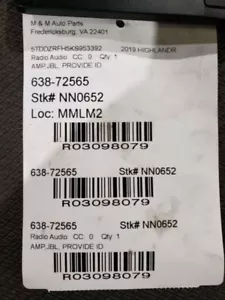 M & M Auto Parts
Fredericksburg, VA 22401
5TDDZRFH5KS953392 2019 HIGHLANDR
Radio Audio CC: 0 Qty 1
AMP,JBL, PROVIDE ID
638-72565
Stk# NN0652
Loc: MMLM2
R03098079
638-72565 Stk# NN0652
R03098079
638-72565 Stk# NN0652
Radio Audio CC: 0 Qty: 1
AMP,JBL, PROVIDE ID
R03098079